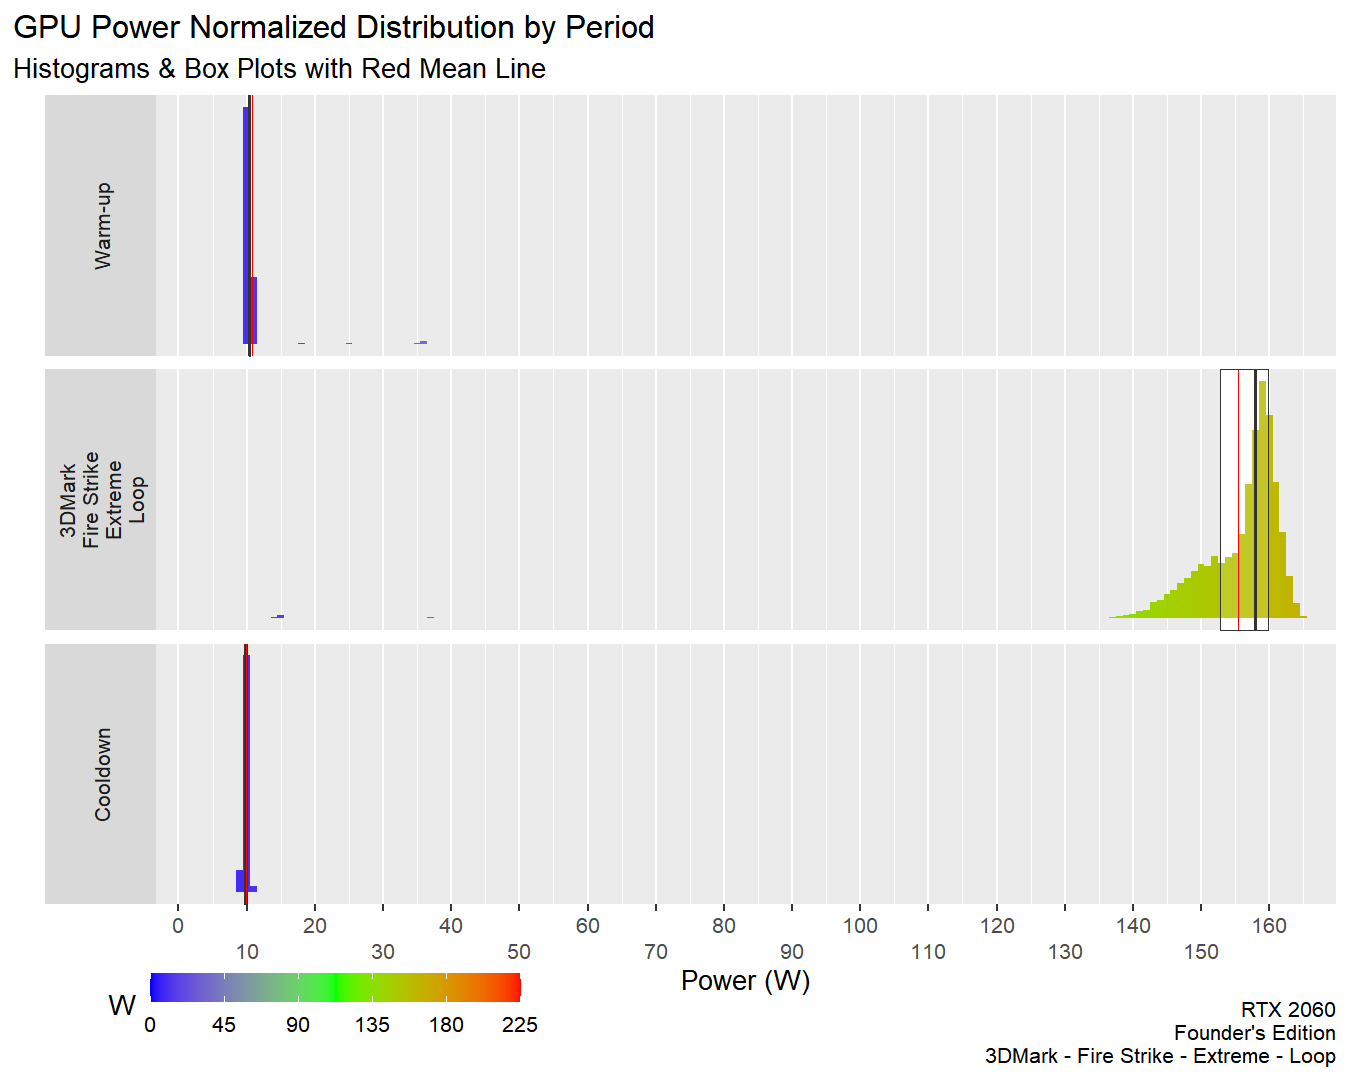 GPU Power Normalized Distribution by Period
Histograms & Box Plots with Red Mean Line
Warm-up
3DMark
Fire Strike
Extreme
Loop
Cooldown
0 20 40 60 80 100 120 140 160
10 30 50 70 90 110 130 150
Power (W)
W
0 45 90 135 180 225
RTX 2060
Founder's Edition
3DMark - Fire Strike - Extreme - Loop